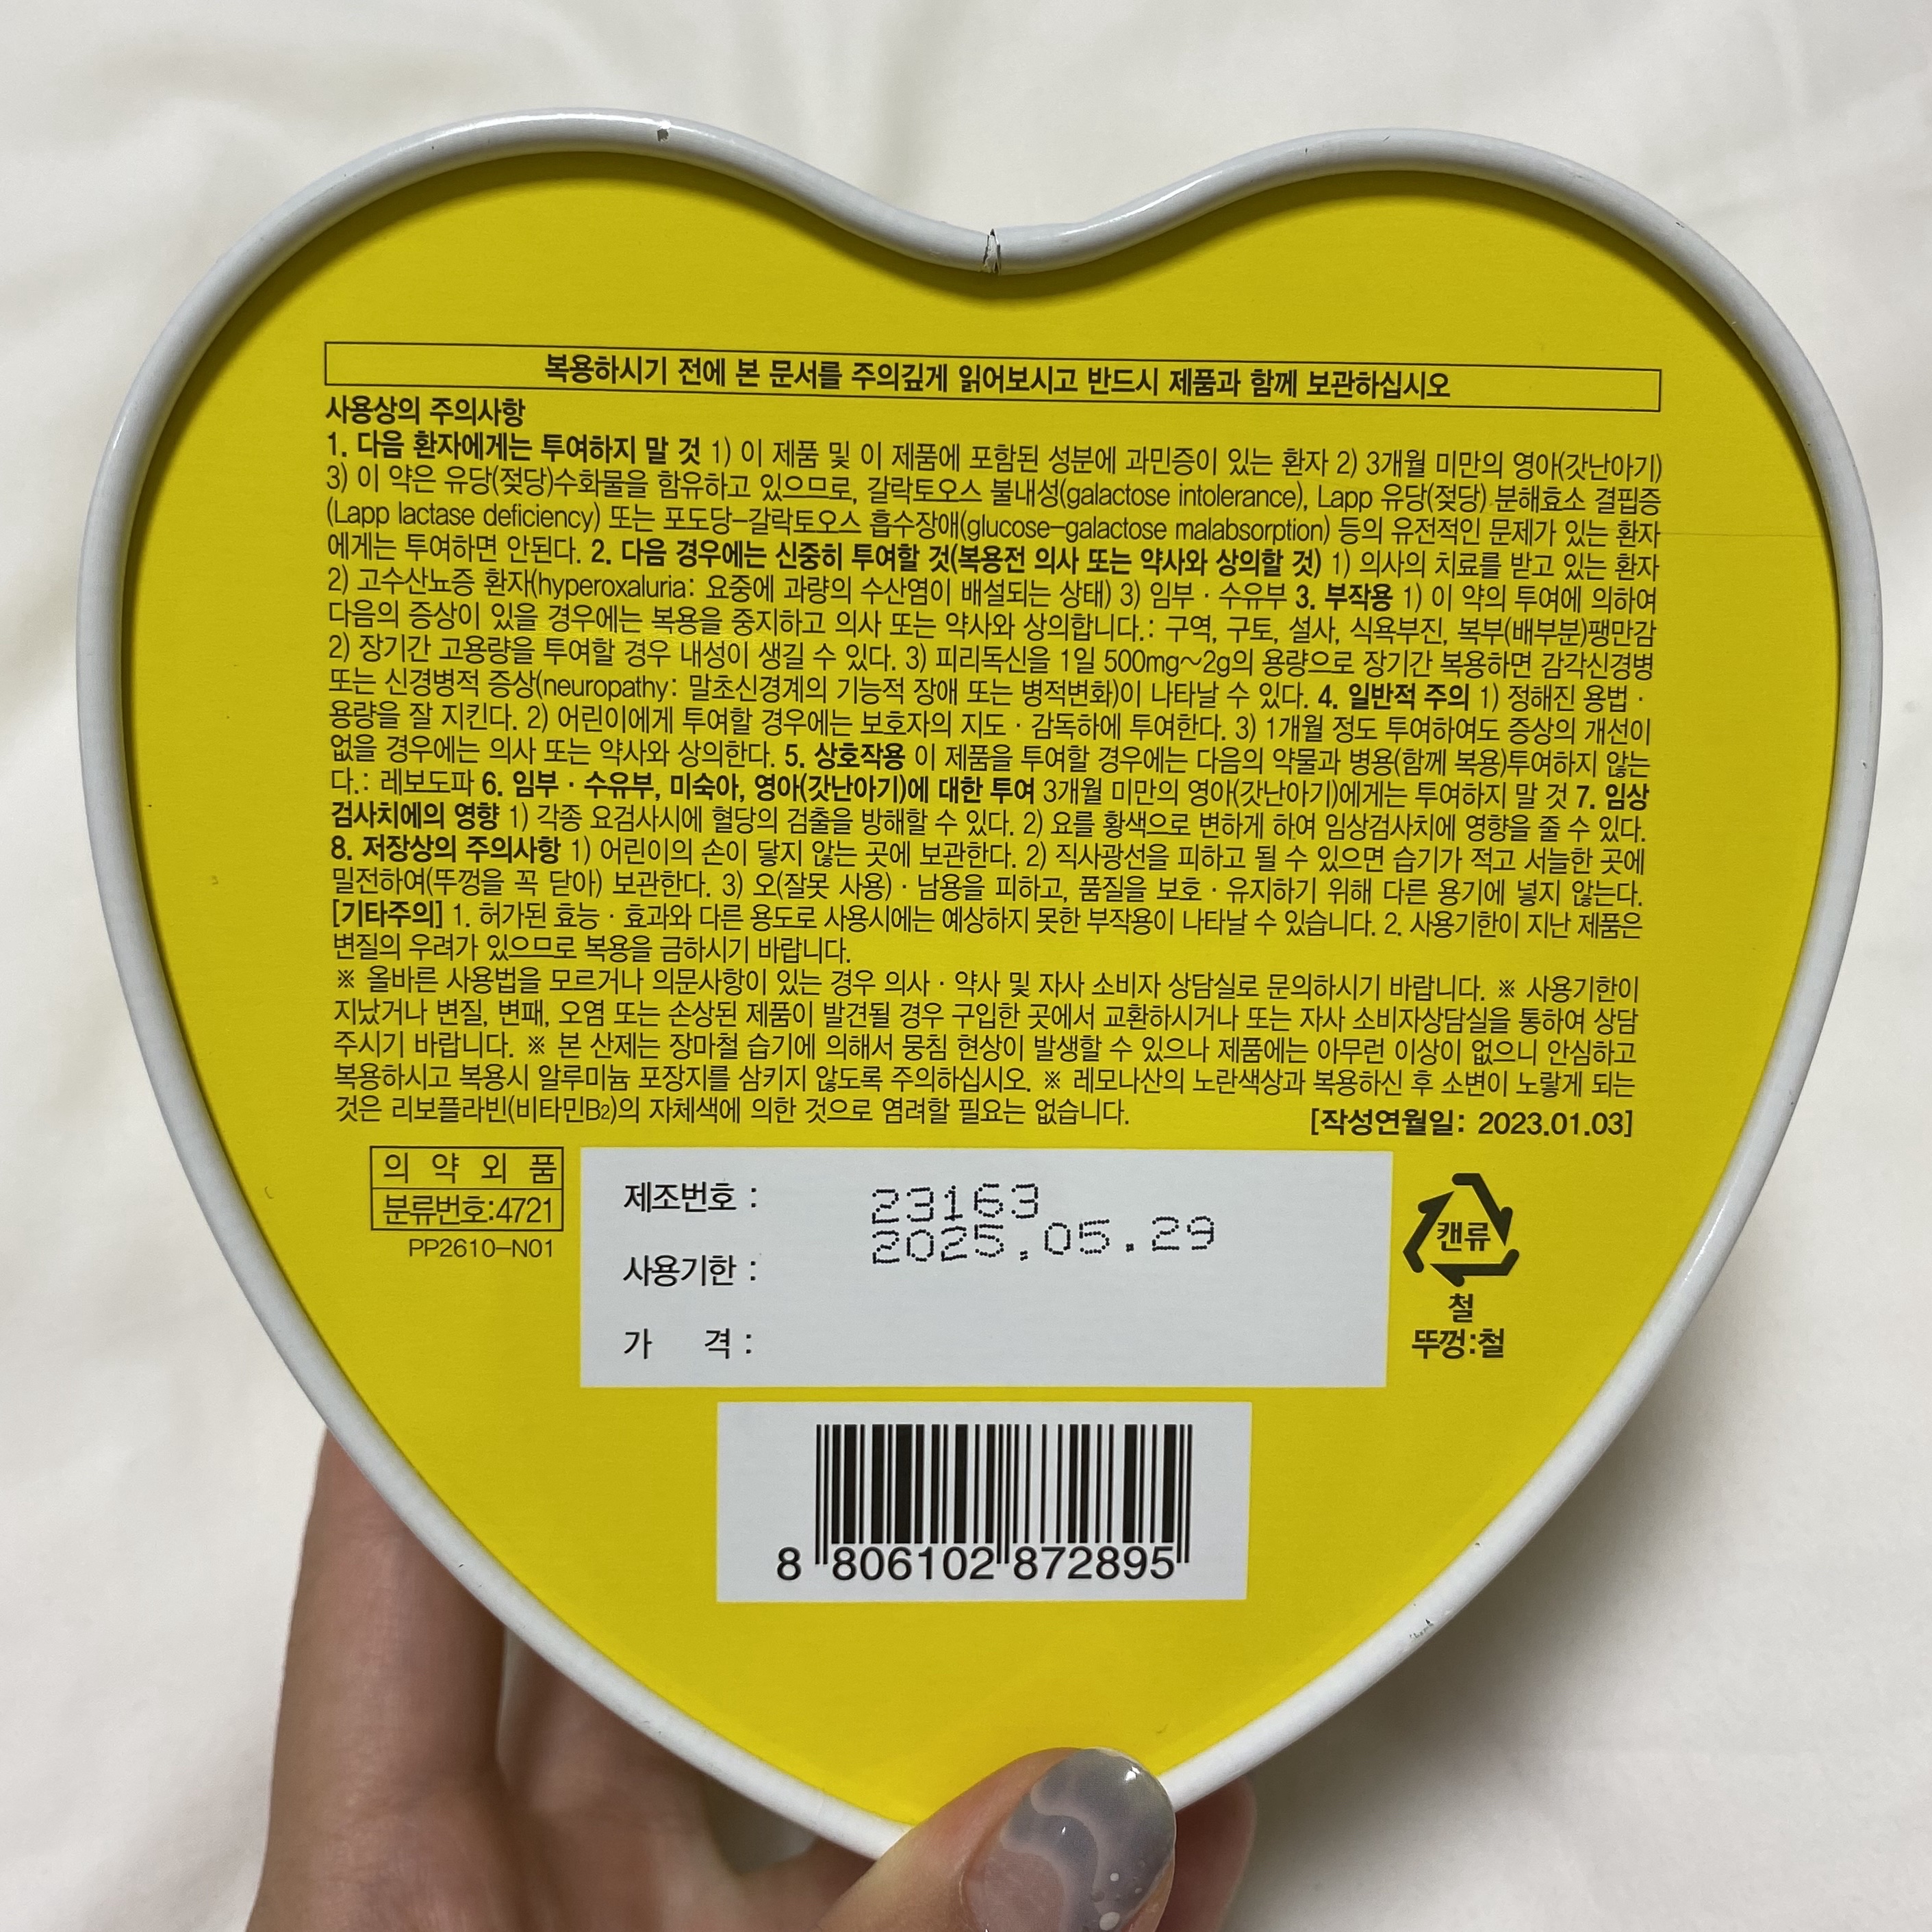 복용하시기 전에 본 문서를 주의깊게 읽어보시고 반드시 제품과 함께 보관하십시오
사용상의 주의사항
1. 다음 환자에게는 투여하지 말 것 1) 이 제품 및 이 제품에 포함된 성분에 과민증이 있는 환자 2) 3개월 미만의 영아(갓난아기)
3) 이 약은 유당(젖당)수화물을 함유하고 있으므로, 갈락토오스 불내성(galactose intolerance), Lapp 유당(젖당) 분해효소 결핍증
(Lapp lactase deficiency) 또는 포도당-갈락토오스 흡수장애(glucose-galactose malabsorption) 등의 유전적인 문제가 있는 환자
에게는 투여하면 안된다. 2. 다음 경우에는 신중히 투여할 것(복용전 의사 또는 약사와 상의할 것) 1) 의사의 치료를 받고 있는 환자
2) 고수산뇨증 환자(hyperoxaluria: 요중에 과량의 수산염이 배설되는 상태) 3) 임부 · 수유부 3. 부작용 1) 이 약의 투여에 의하여
다음의 증상이 있을 경우에는 복용을 중지하고 의사 또는 약사와 상의합니다.: 구역, 구토, 설사, 식욕부진, 복부(배부분)팽만감
2) 장기간 고용량을 투여할 경우 내성이 생길 수 있다. 3) 피리독신을 1일 500mg~2g의 용량으로 장기간 복용하면 감각신경병
또는 신경병적 증상(neuropathy: 말초신경계의 기능적 장애 또는 병적변화)이 나타날 수 있다. 4. 일반적 주의 1) 정해진 용법 ·
용량을 잘 지킨다. 2) 어린이에게 투여할 경우에는 보호자의 지도 · 감독하에 투여한다. 3) 1개월 정도 투여하여도 증상의 개선이
없을 경우에는 의사 또는 약사와 상의한다. 5. 상호작용 이 제품을 투여할 경우에는 다음의 약물과 병용(함께 복용)투여하지 않는
다.: 레보도파 6. 임부 · 수유부, 미숙아, 영아(갓난아기)에 대한 투여 3개월 미만의 영아(갓난아기)에게는 투여하지 말 것 7. 임상
검사치에의 영향 1) 각종 요검사시에 혈당의 검출을 방해할 수 있다. 2) 요를 황색으로 변하게 하여 임상검사치에 영향을 줄 수 있다.
8. 저장상의 주의사항 1) 어린이의 손이 닿지 않는 곳에 보관한다. 2) 직사광선을 피하고 될 수 있으면 습기가 적고 서늘한 곳에
밀전하여(뚜껑을 꼭 닫아) 보관한다. 3) 오(잘못 사용) · 남용을 피하고, 품질을 보호 · 유지하기 위해 다른 용기에 넣지 않는다.
[기타주의] 1. 허가된 효능 · 효과와 다른 용도로 사용시에는 예상하지 못한 부작용이 나타날 수 있습니다. 2. 사용기한이 지난 제품은
변질의 우려가 있으므로 복용을 금하시기 바랍니다.
※ 올바른 사용법을 모르거나 의문사항이 있는 경우 의사 · 약사 및 자사 소비자 상담실로 문의하시기 바랍니다. ※ 사용기한이
지났거나 변질, 변패, 오염 또는 손상된 제품이 발견될 경우 구입한 곳에서 교환하시거나 또는 자사 소비자상담실을 통하여 상담
주시기 바랍니다. ※ 본 산제는 장마철 습기에 의해서 뭉침 현상이 발생할 수 있으나 제품에는 아무런 이상이 없으니 안심하고
복용하시고 복용시 알루미늄 포장지를 삼키지 않도록 주의하십시오. ※ 레모나산의 노란색상과 복용하신 후 소변이 노랗게 되는
것은 리보플라빈(비타민B2)의 자체색에 의한 것으로 염려할 필요는 없습니다. [작성연월일: 2023.01.03]
의 약 외 품
분류번호:4721
PP2610-N01
제조번호 : 23163
2025.05.29
사용기한 :
가 격 :
캔류
철
뚜껑:철
8 806102 872895